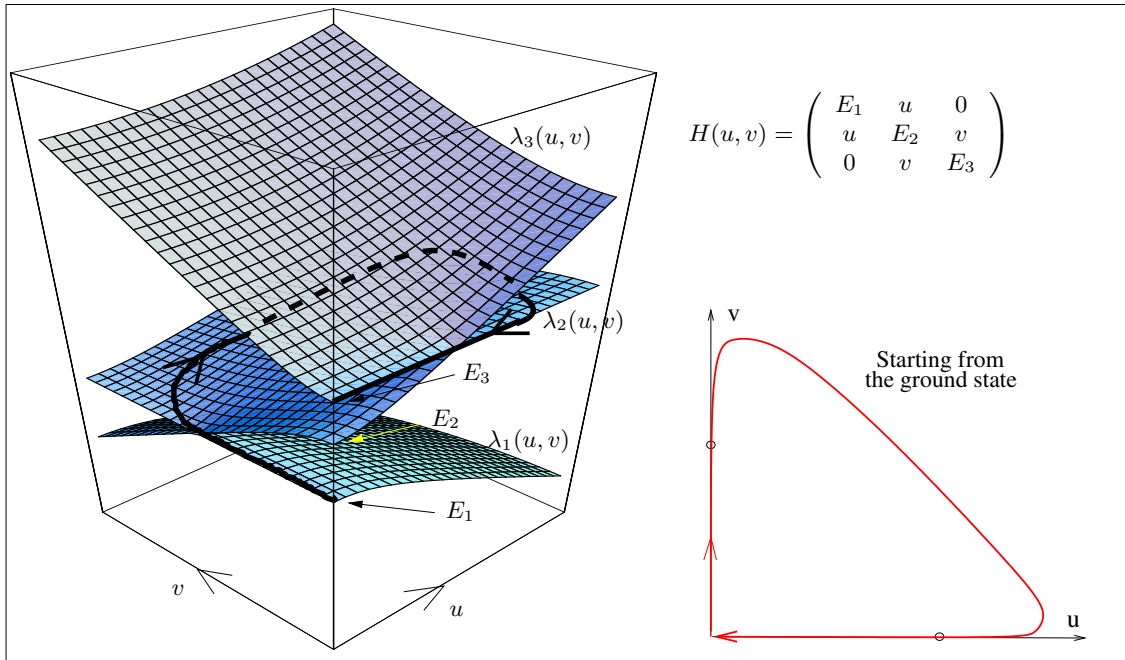 λ₃(u, v)
H(u, v) = ( E₁ u 0
u E₂ v
0 v E₃ )
λ₂(u, v)
v
Starting from
the ground state
E₃
E₂
λ₁(u, v)
E₁
v
u
u